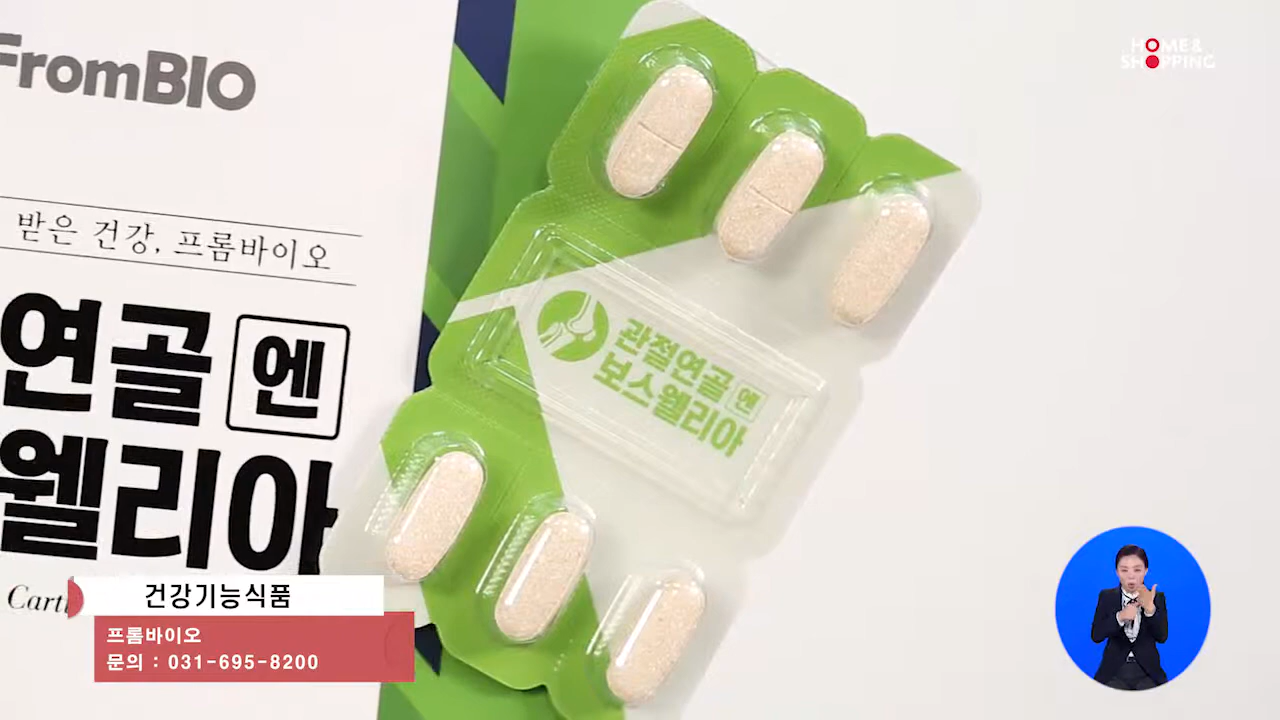 FromBIO
HOME&
SHOPPING
받은 건강, 프롬바이오
연골 엔
웰리아
관절연골 엔
보스웰리아
건강기능식품
프롬바이오
문의 : 031-695-8200